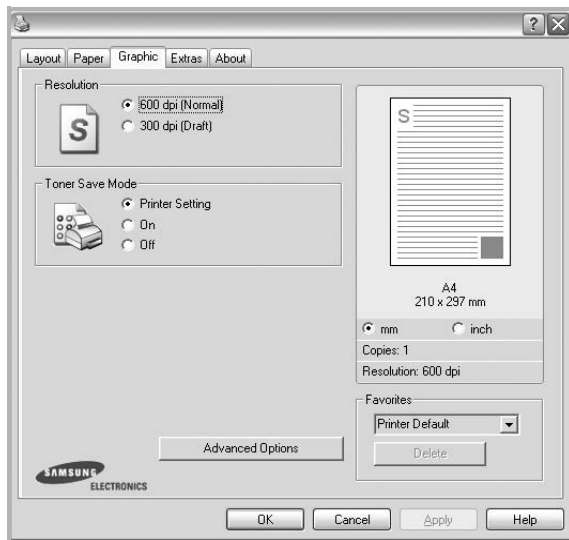 Layout Paper Graphic Extras About
Resolution
S
600 dpi (Normal)
300 dpi (Draft)
Toner Save Mode
Printer Setting
On
Off
S
A4
210 x 297 mm
mm inch
Copies: 1
Resolution: 600 dpi
Favorites
Printer Default
Delete
Advanced Options
SAMSUNG
ELECTRONICS
OK Cancel Apply Help